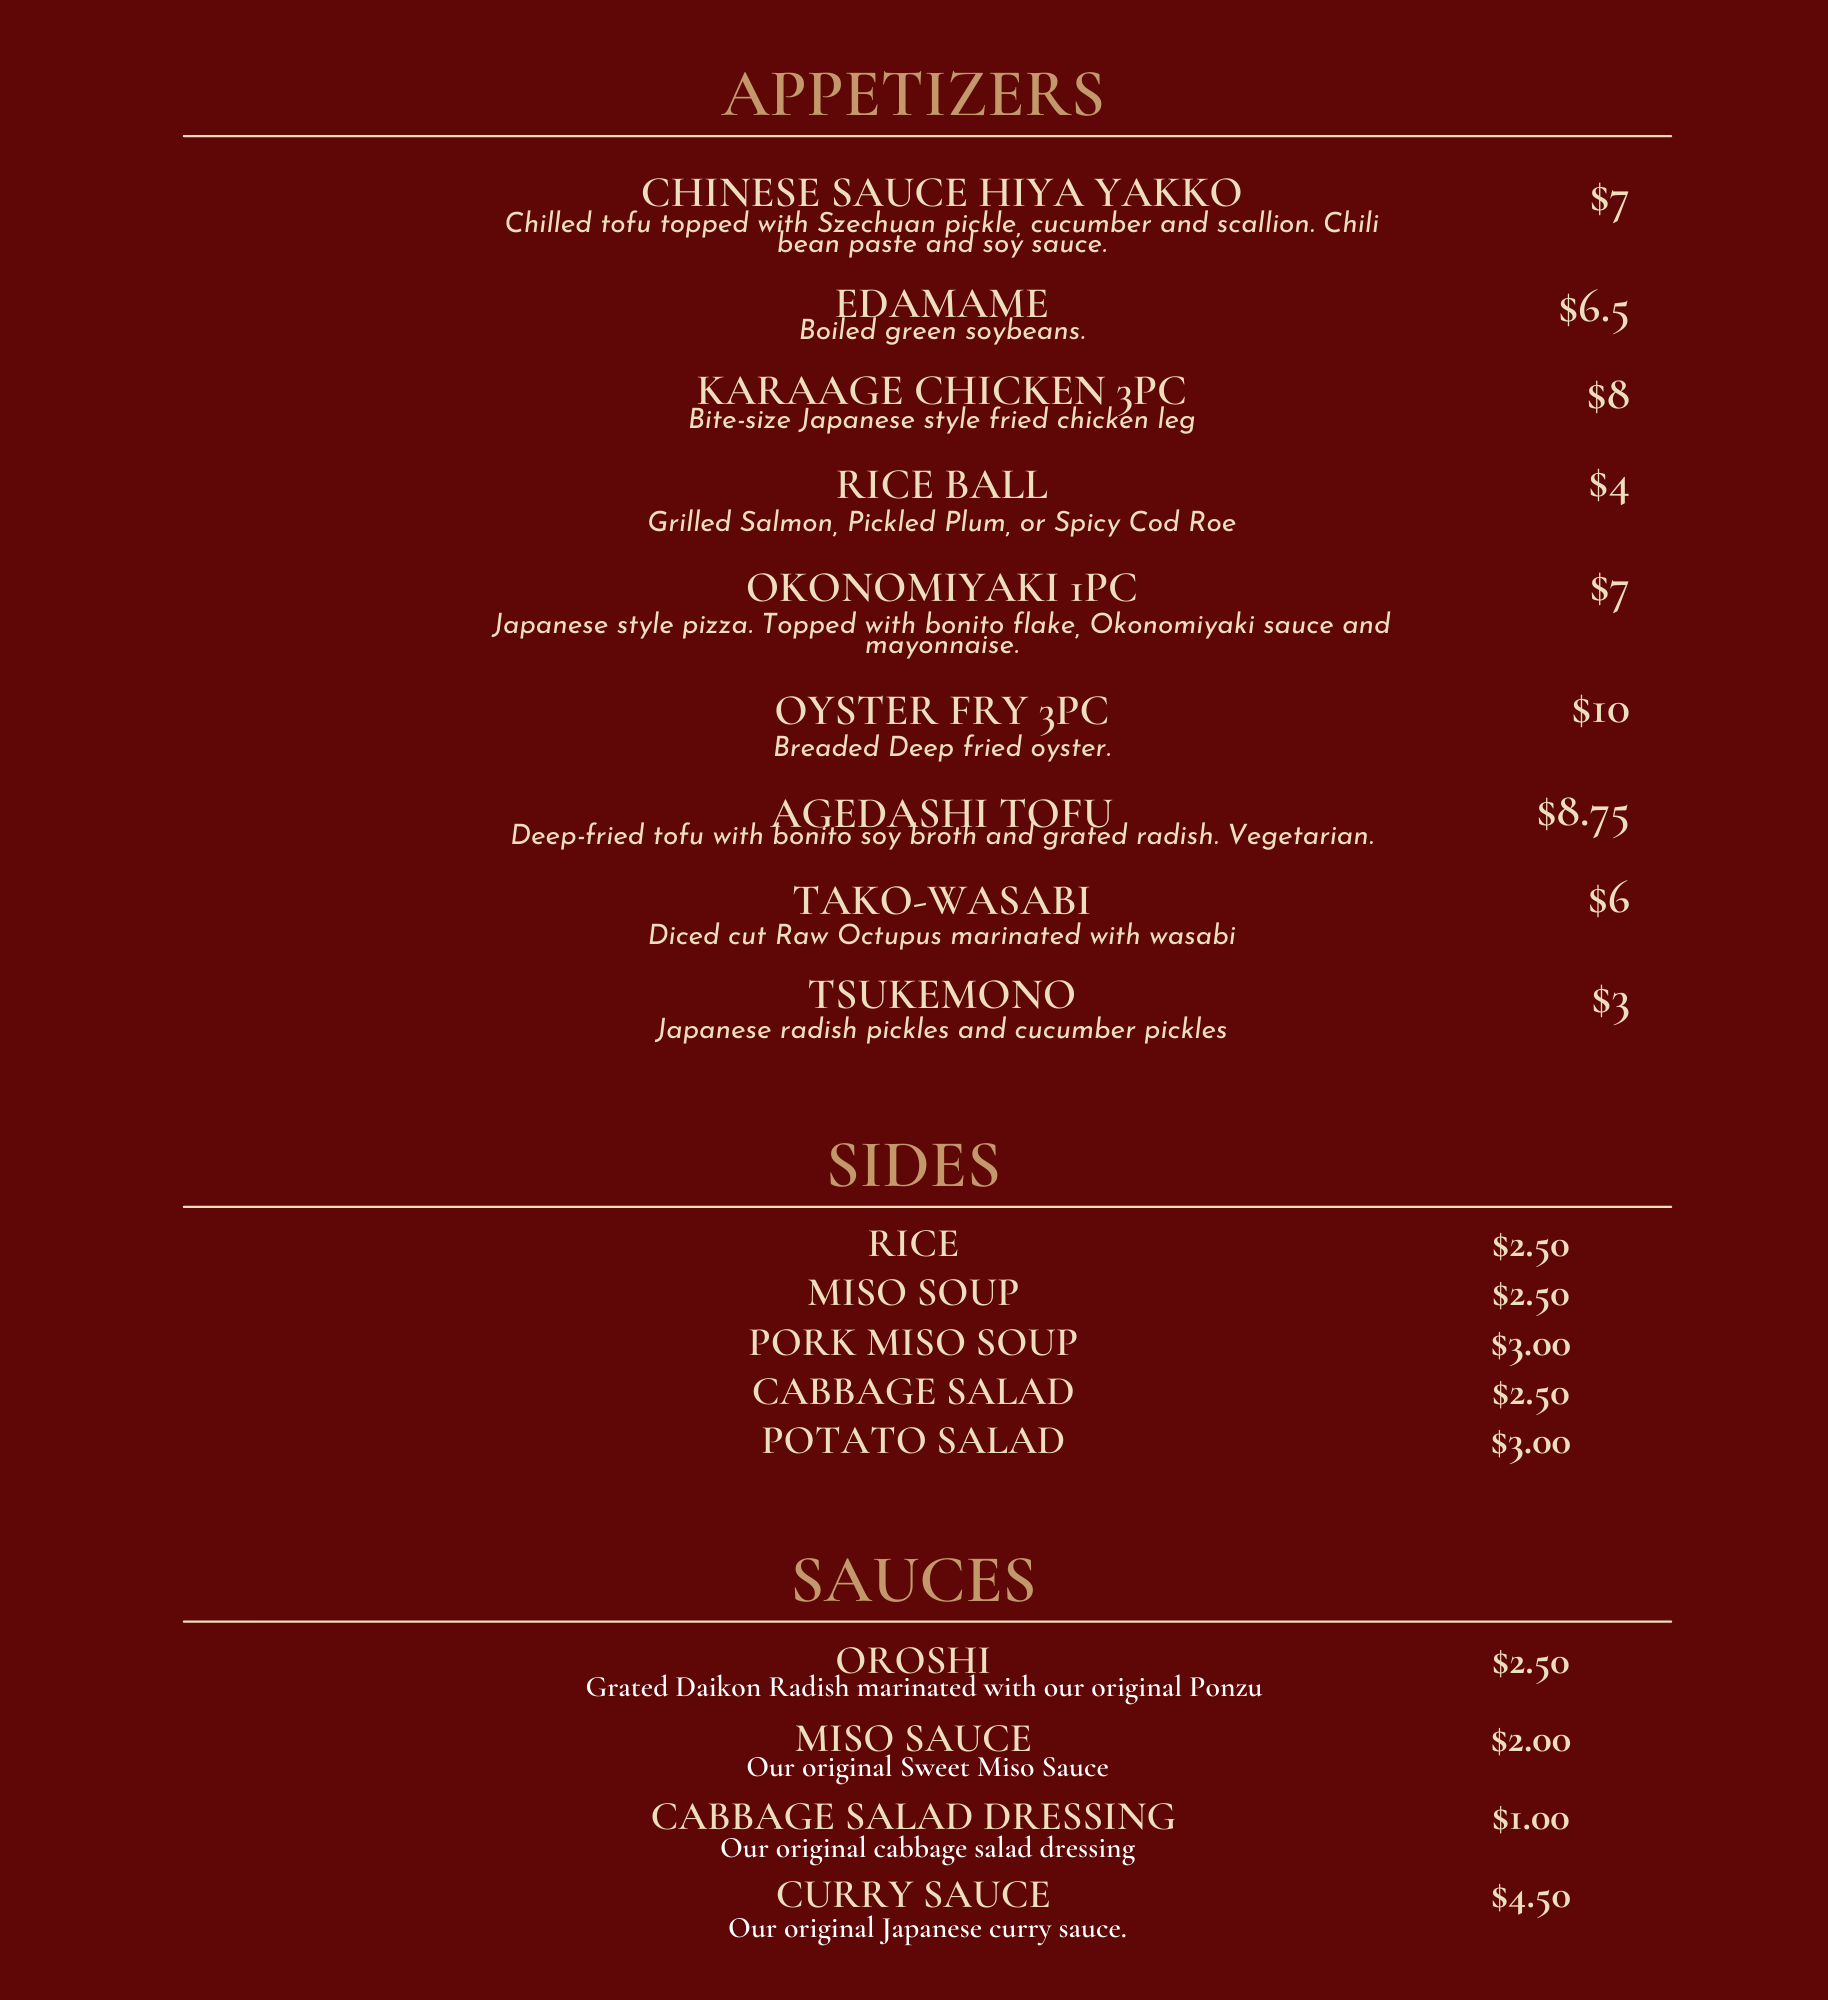 APPETIZERS
CHINESE SAUCE HIYA YAKKO $7
Chilled tofu topped with Szechuan pickle, cucumber and scallion. Chili
bean paste and soy sauce.
EDAMAME $6.5
Boiled green soybeans.
KARAAGE CHICKEN 3PC $8
Bite-size Japanese style fried chicken leg
RICE BALL $4
Grilled Salmon, Pickled Plum, or Spicy Cod Roe
OKONOMIYAKI 1PC $7
Japanese style pizza. Topped with bonito flake, Okonomiyaki sauce and
mayonnaise.
OYSTER FRY 3PC $10
Breaded Deep fried oyster.
AGEDASHI TOFU $8.75
Deep-fried tofu with bonito soy broth and grated radish. Vegetarian.
TAKO-WASABI $6
Diced cut Raw Octupus marinated with wasabi
TSUKEMONO $3
Japanese radish pickles and cucumber pickles
SIDES
RICE $2.50
MISO SOUP $2.50
PORK MISO SOUP $3.00
CABBAGE SALAD $2.50
POTATO SALAD $3.00
SAUCES
OROSHI $2.50
Grated Daikon Radish marinated with our original Ponzu
MISO SAUCE $2.00
Our original Sweet Miso Sauce
CABBAGE SALAD DRESSING $1.00
Our original cabbage salad dressing
CURRY SAUCE $4.50
Our original Japanese curry sauce.